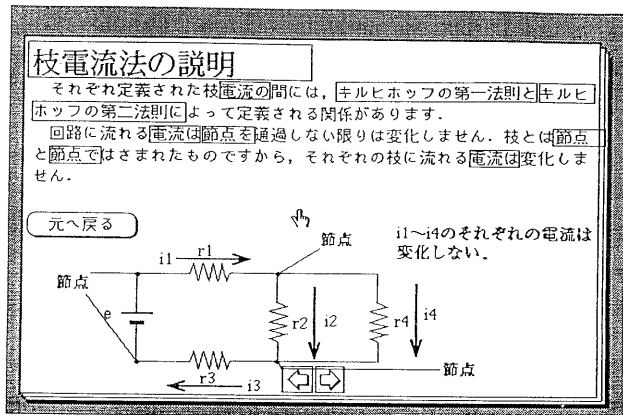 枝電流法の説明
それぞれ定義された枝電流の間には，キルヒホッフの第一法則とキルヒ
ホッフの第二法則によって定義される関係があります．
回路に流れる電流は節点を通過しない限りは変化しません．枝とは節点
と節点ではさまれたものですから，それぞれの枝に流れる電流は変化しま
せん．
元へ戻る
i1～i4のそれぞれの電流は
変化しない．
節点
i1
r1
節点
e
r2
i2
r4
i4
r3
i3
節点